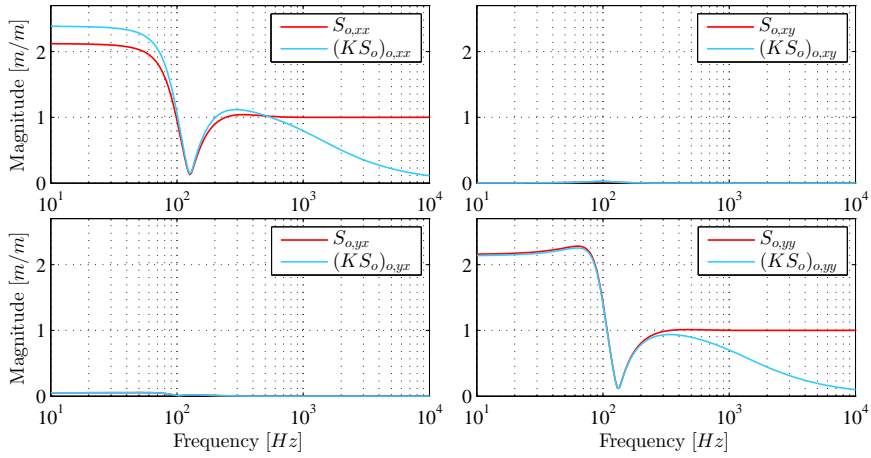 Magnitude [m/m]
2
1
0
10^1 10^2 10^3 10^4
S_{o,xx}
(KS_o)_{o,xx}
2
1
0
10^1 10^2 10^3 10^4
S_{o,xy}
(KS_o)_{o,xy}
Magnitude [m/m]
2
1
0
10^1 10^2 10^3 10^4
Frequency [Hz]
S_{o,yx}
(KS_o)_{o,yx}
2
1
0
10^1 10^2 10^3 10^4
Frequency [Hz]
S_{o,yy}
(KS_o)_{o,yy}